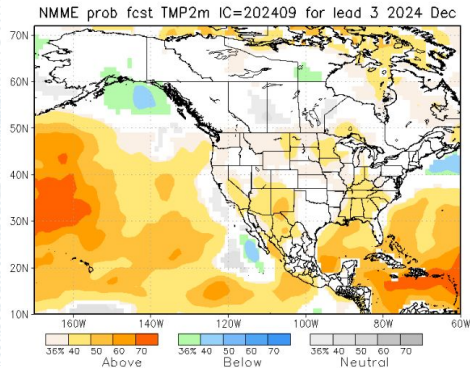 NMME prob fcst TMP2m IC=202409 for lead 3 2024 Dec
70N
60N
50N
40N
30N
20N
10N
160W 140W 120W 100W 80W 60W
36% 40 50 60 70 36% 40 50 60 70 36% 40 50 60 70
Above Below Neutral